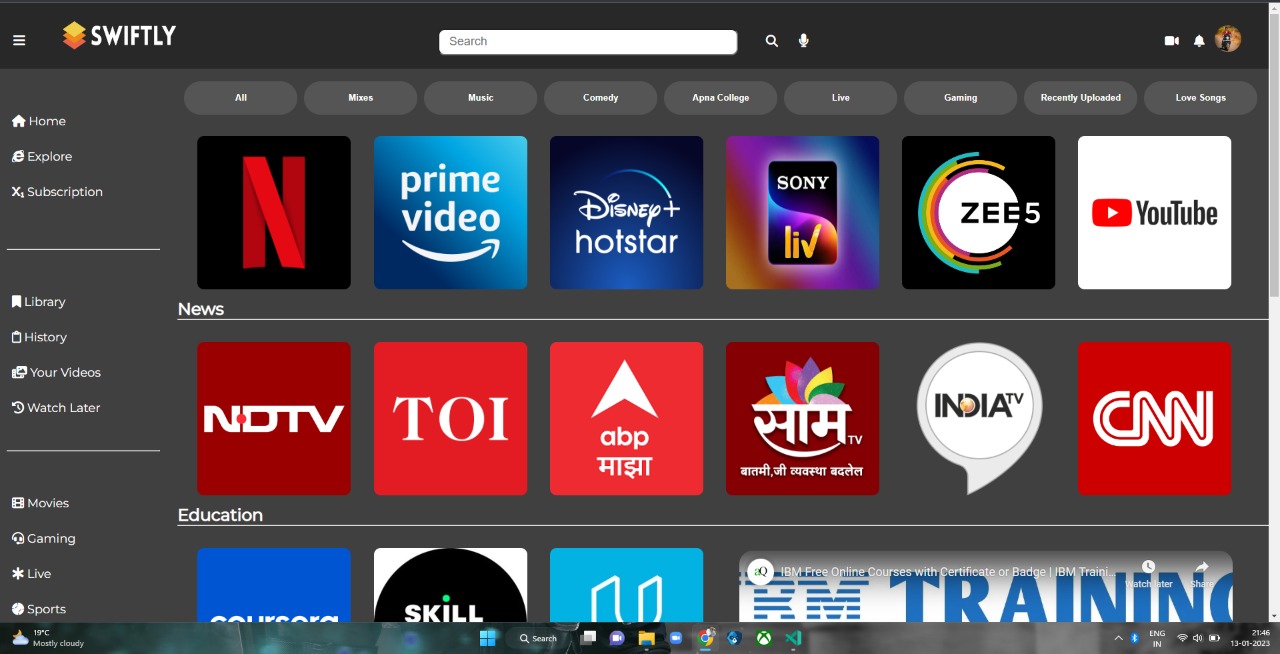 SWIFTLY
Search
All
Mixes
Music
Comedy
Apna College
Live
Gaming
Recently Uploaded
Love Songs
Home
Explore
Subscription
Library
History
Your Videos
Watch Later
Movies
Gaming
Live
Sports
N
prime
video
Disney+
hotstar
SONY
liv
ZEE5
YouTube
News
NDTV
TOI
abp
माझा
साम
TV
बातमी,जी व्यवस्था बदलेल
INDIA TV
CNN
Education
coursera
SKILL
aQ
IBM Free Online Courses with Certificate or Badge | IBM Traini...
Watch later
Share
IBM TRAINING
19°C
Mostly cloudy
Search
ENG
IN
21:46
13-01-2023